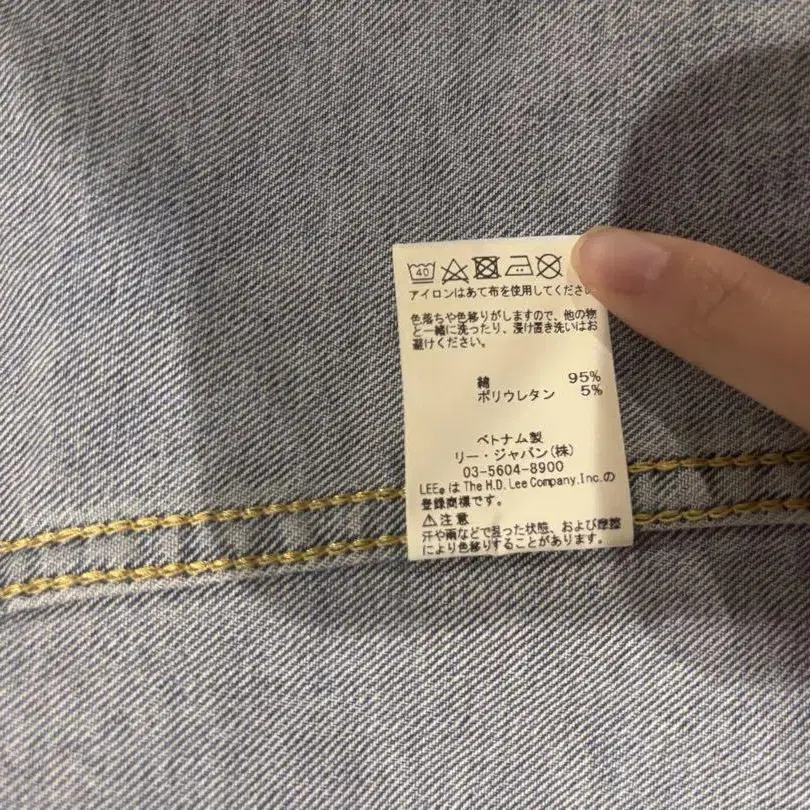 40
アイロンはあて布を使用してくださ
色落ちや色移りがしますので、他の物
と一緒に洗ったり、浸け置き洗いはお
避けください。
綿 95%
ポリウレタン 5%
ベトナム製
リー・ジャパン(株)
03-5604-8900
LEE®は The H.D. Lee Company, Inc.の
登録商標です。
⚠注意
汗や雨などで湿った状態、および摩擦
により色移りすることがあります。